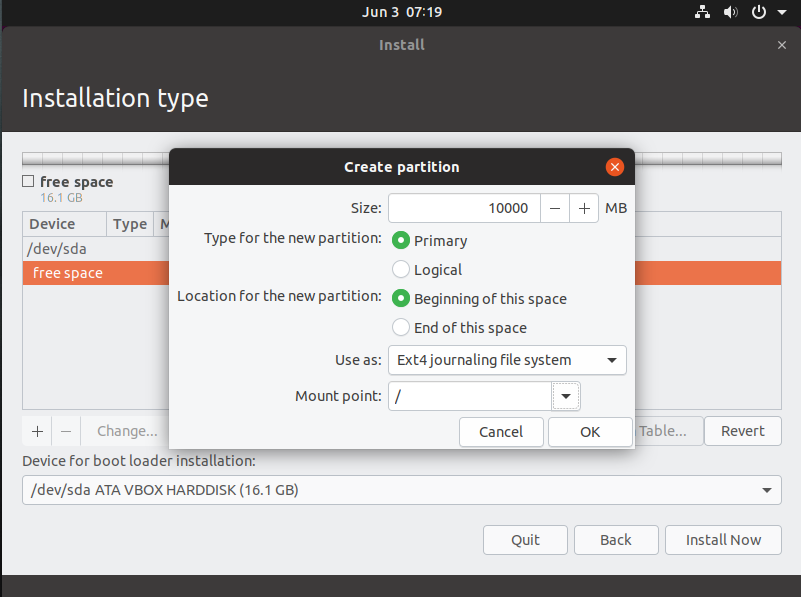 Jun 3 07:19
Install
Installation type
free space
16.1 GB
Device Type M
/dev/sda
free space
Create partition
Size: 10000 MB
Type for the new partition: Primary
Logical
Location for the new partition: Beginning of this space
End of this space
Use as: Ext4 journaling file system
Mount point: /
Cancel OK
+ − Change... Table... Revert
Device for boot loader installation:
/dev/sda ATA VBOX HARDDISK (16.1 GB)
Quit Back Install Now